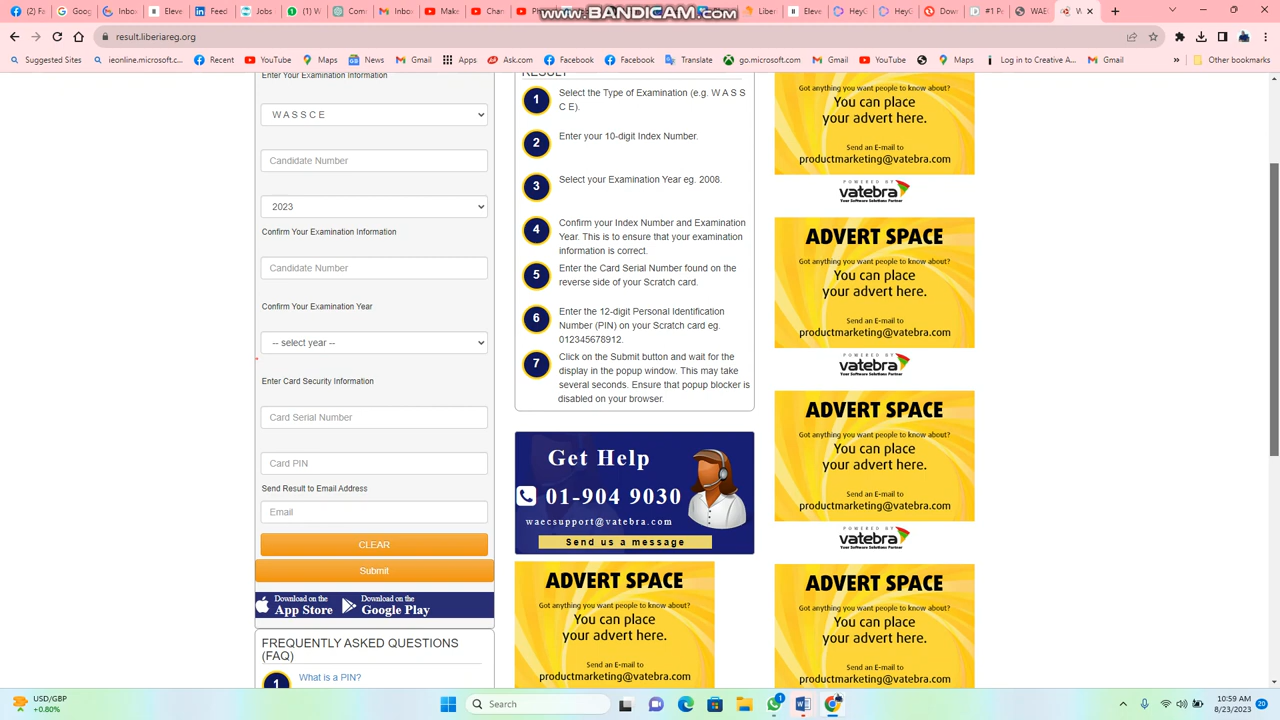 www.BANDICAM.com
result.liberiareg.org
Suggested Sites
ieonline.microsoft.c...
Recent
YouTube
Maps
News
Gmail
Apps
Ask.com
Facebook
Facebook
Translate
go.microsoft.com
Gmail
YouTube
Maps
Log in to Creative A...
Gmail
Other bookmarks
Enter Your Examination Information
W A S S C E
Candidate Number
2023
Confirm Your Examination Information
Candidate Number
Confirm Your Examination Year
-- select year --
*
Enter Card Security Information
Card Serial Number
Card PIN
Send Result to Email Address
Email
CLEAR
Submit
Download on the
App Store
Download on the
Google Play
FREQUENTLY ASKED QUESTIONS
(FAQ)
1
What is a PIN?
RESULT
1
Select the Type of Examination (e.g. W A S S
C E).
2
Enter your 10-digit Index Number.
3
Select your Examination Year eg. 2008.
4
Confirm your Index Number and Examination
Year. This is to ensure that your examination
information is correct.
5
Enter the Card Serial Number found on the
reverse side of your Scratch card.
6
Enter the 12-digit Personal Identification
Number (PIN) on your Scratch card eg.
012345678912.
7
Click on the Submit button and wait for the
display in the popup window. This may take
several seconds. Ensure that popup blocker is
disabled on your browser.
Get Help
01-904 9030
waecsupport@vatebra.com
Send us a message
ADVERT SPACE
Got anything you want people to know about?
You can place
your advert here.
Send an E-mail to
productmarketing@vatebra.com
Got anything you want people to know about?
You can place
your advert here.
Send an E-mail to
productmarketing@vatebra.com
POWERED BY
vatebra
Your Software Solutions Partner
ADVERT SPACE
Got anything you want people to know about?
You can place
your advert here.
Send an E-mail to
productmarketing@vatebra.com
POWERED BY
vatebra
Your Software Solutions Partner
ADVERT SPACE
Got anything you want people to know about?
You can place
your advert here.
Send an E-mail to
productmarketing@vatebra.com
POWERED BY
vatebra
Your Software Solutions Partner
ADVERT SPACE
Got anything you want people to know about?
You can place
your advert here.
Send an E-mail to
productmarketing@vatebra.com
USD/GBP
+0.80%
Search
1
10:59 AM
8/23/2023
20